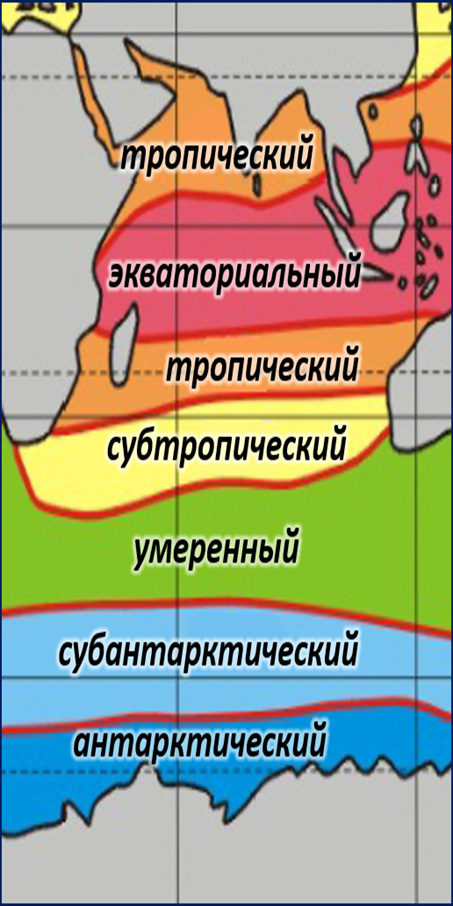 тропический
экваториальный
тропический
субтропический
умеренный
субантарктический
антарктический